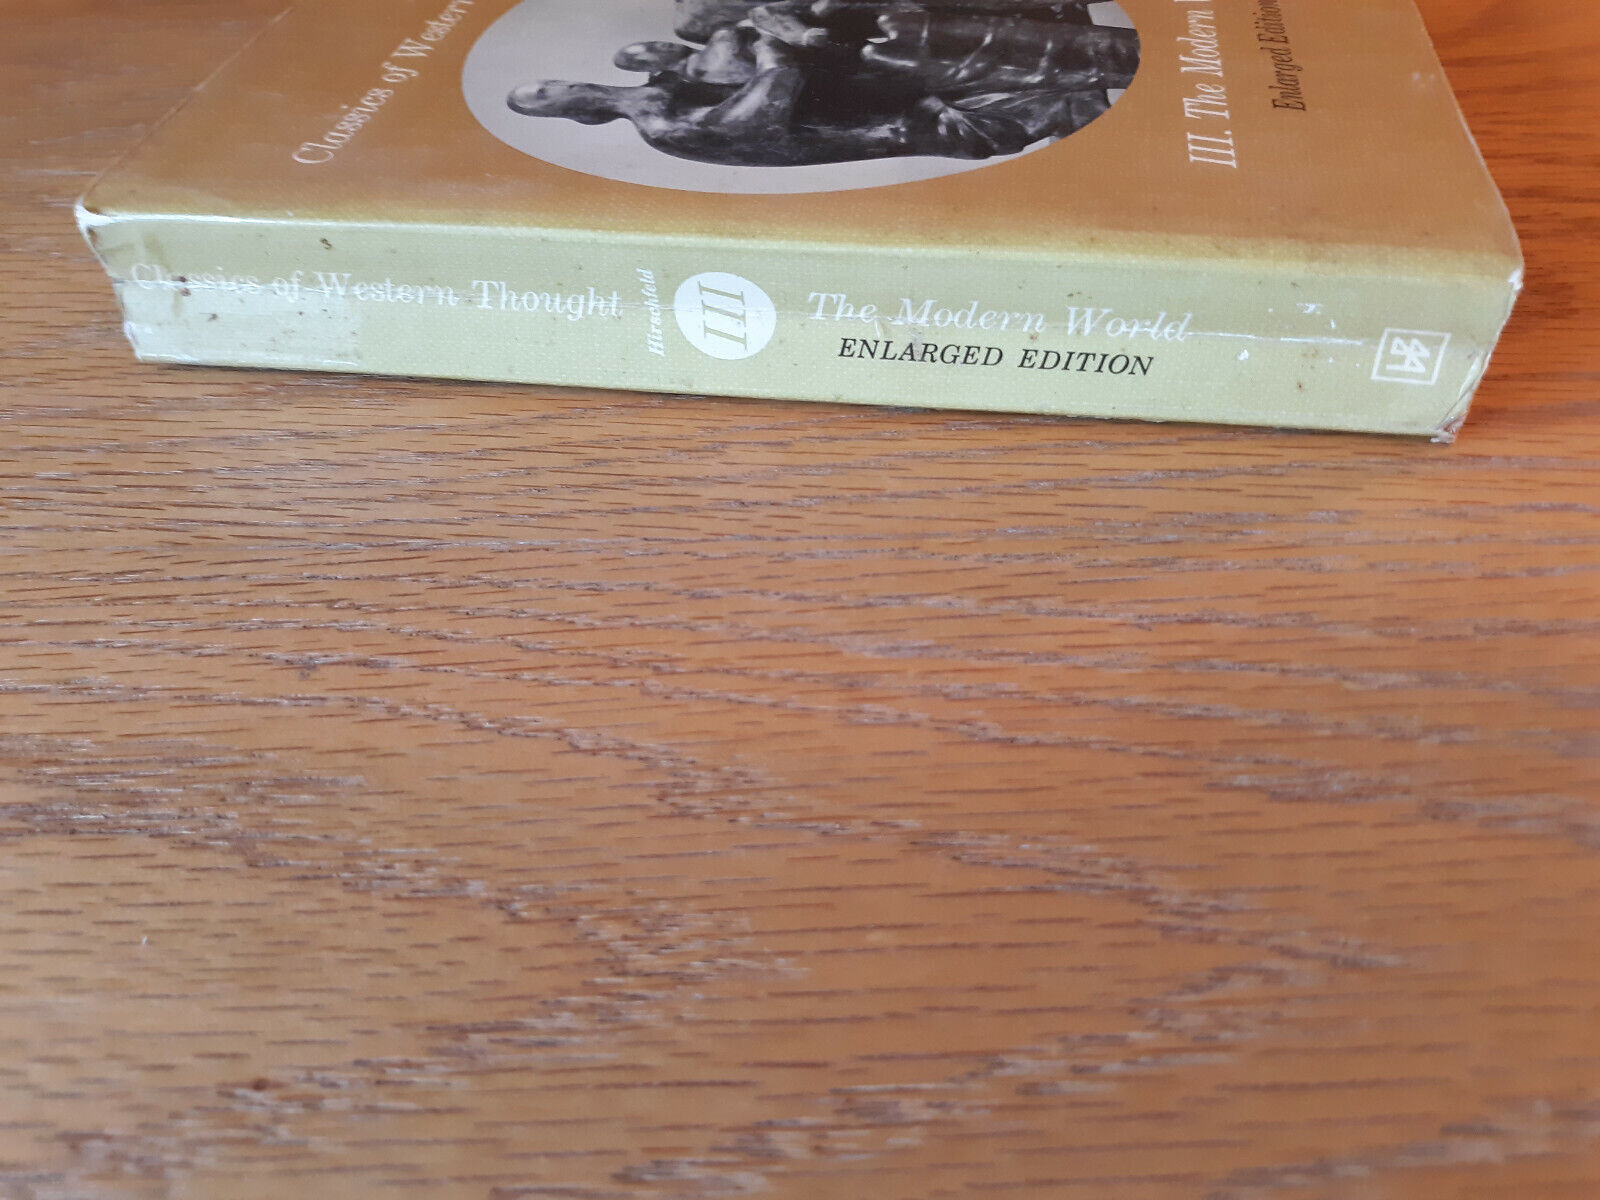 Classics of Western
III. The Modern W
Enlarged Edition
Classics of Western Thought
Hirschfeld
III
The Modern World
ENLARGED EDITION